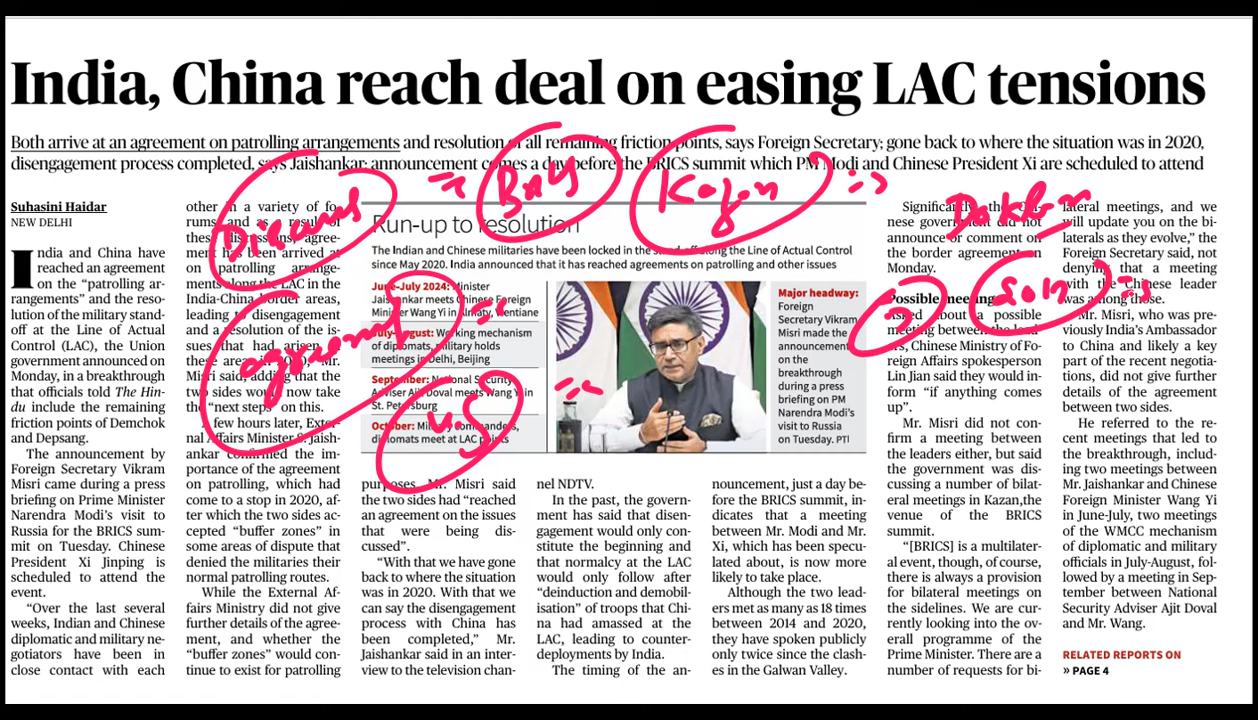 India, China reach deal on easing LAC tensions
Both arrive at an agreement on patrolling arrangements and resolution of all remaining friction points, says Foreign Secretary; gone back to where the situation was in 2020,
disengagement process completed, says Jaishankar; announcement comes a day before the BRICS summit which PM Modi and Chinese President Xi are scheduled to attend
Suhasini Haidar
NEW DELHI
India and China have
reached an agreement
on the “patrolling ar-
rangements” and the reso-
lution of the military stand-
off at the Line of Actual
Control (LAC), the Union
government announced on
Monday, in a breakthrough
that officials told The Hin-
du include the remaining
friction points of Demchok
and Depsang.
The announcement by
Foreign Secretary Vikram
Misri came during a press
briefing on Prime Minister
Narendra Modi’s visit to
Russia for the BRICS sum-
mit on Tuesday. Chinese
President Xi Jinping is
scheduled to attend the
event.
“Over the last several
weeks, Indian and Chinese
diplomatic and military ne-
gotiators have been in
close contact with each
other in a variety of fo-
rums and as a result of
these discussions, agree-
ment has been arrived at
on patrolling arrange-
ments along the LAC in the
India-China border areas,
leading to disengagement
and a resolution of the is-
sues that had arisen in
these areas in 2020,” Mr.
Misri said, adding that the
two sides would now take
the “next steps” on this.
A few hours later, Exter-
nal Affairs Minister S. Jaish-
ankar confirmed the im-
portance of the agreement
on patrolling, which had
come to a stop in 2020, af-
ter which the two sides ac-
cepted “buffer zones” in
some areas of dispute that
denied the militaries their
normal patrolling routes.
While the External Af-
fairs Ministry did not give
further details of the agree-
ment, and whether the
“buffer zones” would con-
tinue to exist for patrolling
Run-up to resolution
The Indian and Chinese militaries have been locked in the stand-off along the Line of Actual Control
since May 2020. India announced that it has reached agreements on patrolling and other issues
June-July 2024: Minister
Jaishankar meets Chinese Foreign
Minister Wang Yi in Almaty, Vientiane
July-August: Working mechanism
of diplomats, military holds
meetings in Delhi, Beijing
September: National Security
Adviser Ajit Doval meets Wang Yi in
St. Petersburg
October: Military commanders,
diplomats meet at LAC points
Major headway:
Foreign
Secretary Vikram
Misri made the
announcement
on the
breakthrough
during a press
briefing on PM
Narendra Modi’s
visit to Russia
on Tuesday. PTI
purposes, Mr. Misri said
the two sides had “reached
an agreement on the issues
that were being dis-
cussed”.
“With that we have gone
back to where the situation
was in 2020. With that we
can say the disengagement
process with China has
been completed,” Mr.
Jaishankar said in an inter-
view to the television chan-
nel NDTV.
In the past, the govern-
ment has said that disen-
gagement would only con-
stitute the beginning and
that normalcy at the LAC
would only follow after
“deinduction and demobil-
isation” of troops that Chi-
na had amassed at the
LAC, leading to counter-
deployments by India.
The timing of the an-
nouncement, just a day be-
fore the BRICS summit, in-
dicates that a meeting
between Mr. Modi and Mr.
Xi, which has been specu-
lated about, is now more
likely to take place.
Although the two lead-
ers met as many as 18 times
between 2014 and 2020,
they have spoken publicly
only twice since the clash-
es in the Galwan Valley.
Significantly, the Chi-
nese government did not
announce or comment on
the border agreement on
Monday.
Possible meeting
Asked about a possible
meeting between the lead-
ers, Chinese Ministry of Fo-
reign Affairs spokesperson
Lin Jian said they would in-
form “if anything comes
up”.
Mr. Misri did not con-
firm a meeting between
the leaders either, but said
the government was dis-
cussing a number of bilat-
eral meetings in Kazan,the
venue of the BRICS
summit.
“[BRICS] is a multilater-
al event, though, of course,
there is always a provision
for bilateral meetings on
the sidelines. We are cur-
rently looking into the ov-
erall programme of the
Prime Minister. There are a
number of requests for bi-
lateral meetings, and we
will update you on the bi-
laterals as they evolve,” the
Foreign Secretary said, not
denying that a meeting
with the Chinese leader
was among those.
Mr. Misri, who was pre-
viously India’s Ambassador
to China and likely a key
part of the recent negotia-
tions, did not give further
details of the agreement
between two sides.
He referred to the re-
cent meetings that led to
the breakthrough, includ-
ing two meetings between
Mr. Jaishankar and Chinese
Foreign Minister Wang Yi
in June-July, two meetings
of the WMCC mechanism
of diplomatic and military
officials in July-August, fol-
lowed by a meeting in Sep-
tember between National
Security Adviser Ajit Doval
and Mr. Wang.
RELATED REPORTS ON
» PAGE 4
agreement
U.S